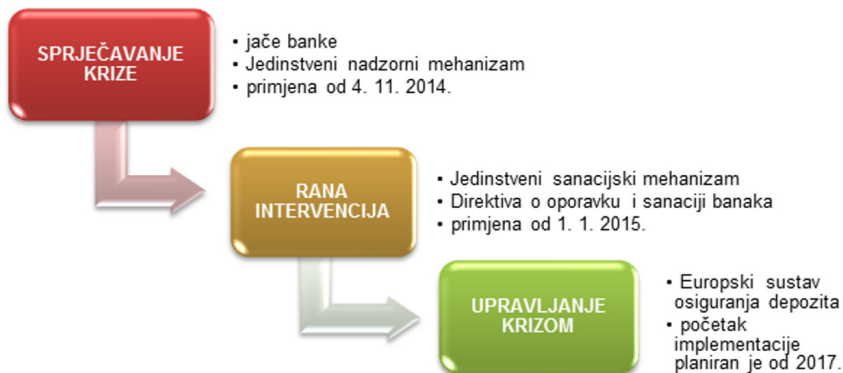 SPRJEČAVANJE
KRIZE
• jače banke
• Jedinstveni nadzorni mehanizam
• primjena od 4. 11. 2014.
RANA
INTERVENCIJA
• Jedinstveni sanacijski mehanizam
• Direktiva o oporavku i sanaciji banaka
• primjena od 1. 1. 2015.
UPRAVLJANJE
KRIZOM
• Europski sustav
osiguranja depozita
• početak
implementacije
planiran je od 2017.